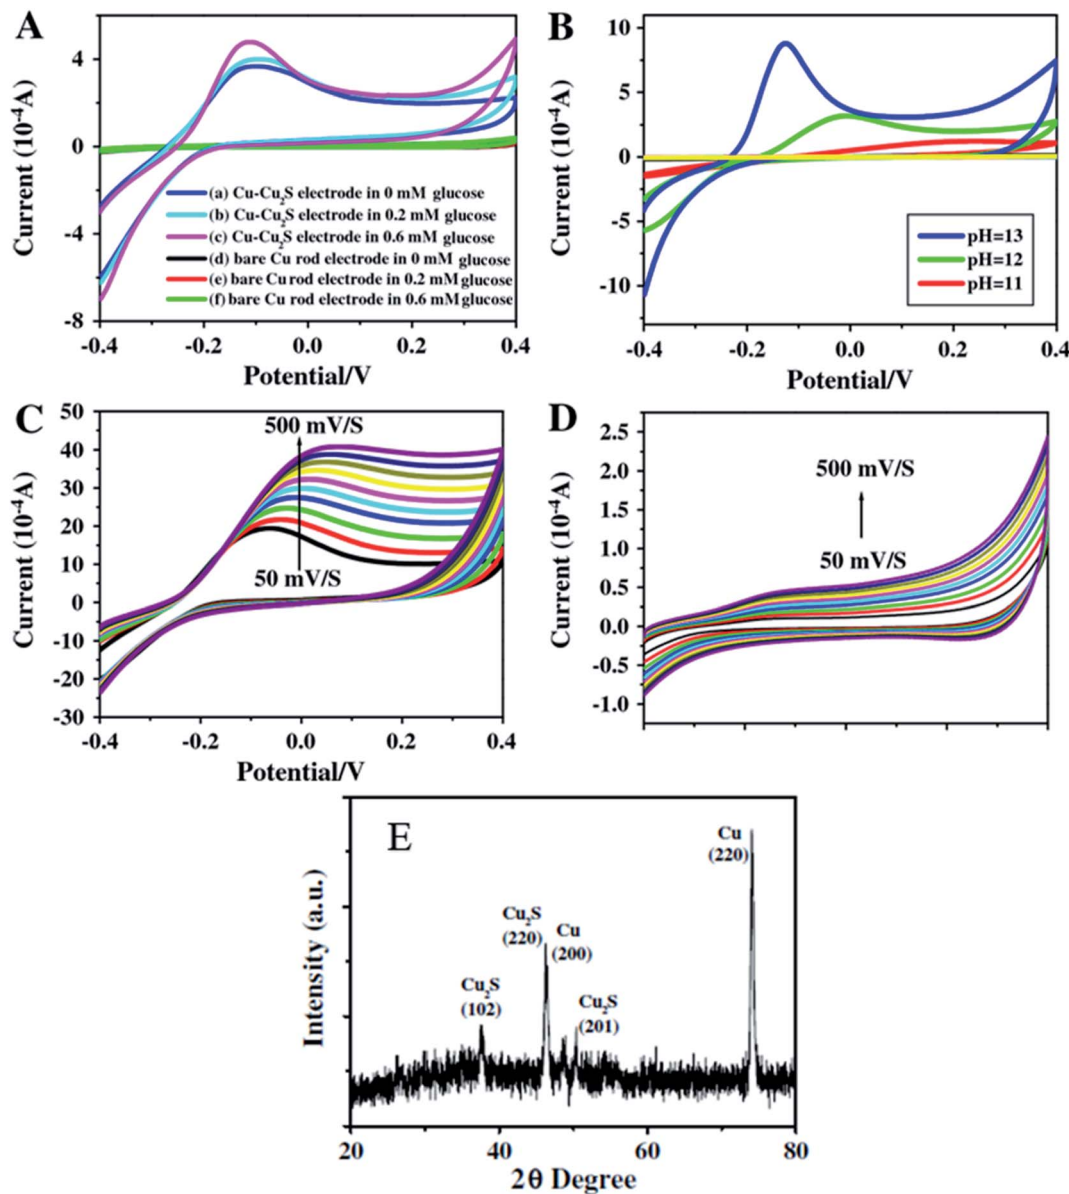 A
Current (10⁻⁴A)
4
0
-4
-8
(a) Cu-Cu₂S electrode in 0 mM glucose
(b) Cu-Cu₂S electrode in 0.2 mM glucose
(c) Cu-Cu₂S electrode in 0.6 mM glucose
(d) bare Cu rod electrode in 0 mM glucose
(e) bare Cu rod electrode in 0.2 mM glucose
(f) bare Cu rod electrode in 0.6 mM glucose
-0.4 -0.2 0.0 0.2 0.4
Potential/V
B
Current (10⁻⁴A)
10
5
0
-5
-10
pH=13
pH=12
pH=11
-0.4 -0.2 0.0 0.2 0.4
Potential/V
C
Current (10⁻⁴A)
50
40
30
20
10
0
-10
-20
-30
500 mV/S
50 mV/S
-0.4 -0.2 0.0 0.2 0.4
Potential/V
D
Current (10⁻⁴A)
2.5
2.0
1.5
1.0
0.5
0.0
-0.5
-1.0
500 mV/S
50 mV/S
E
Intensity (a.u.)
Cu₂S
(102)
Cu₂S
(220)
Cu
(200)
Cu₂S
(201)
Cu
(220)
20 40 60 80
2θ Degree